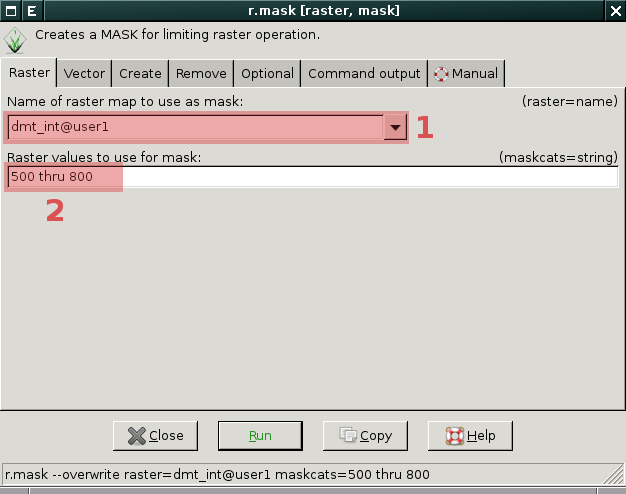 r.mask [raster, mask]
Creates a MASK for limiting raster operation.
Raster Vector Create Remove Optional Command output Manual
Name of raster map to use as mask: (raster=name)
dmt_int@user1 1
Raster values to use for mask: (maskcats=string)
500 thru 800
2
Close Run Copy Help
r.mask --overwrite raster=dmt_int@user1 maskcats=500 thru 800